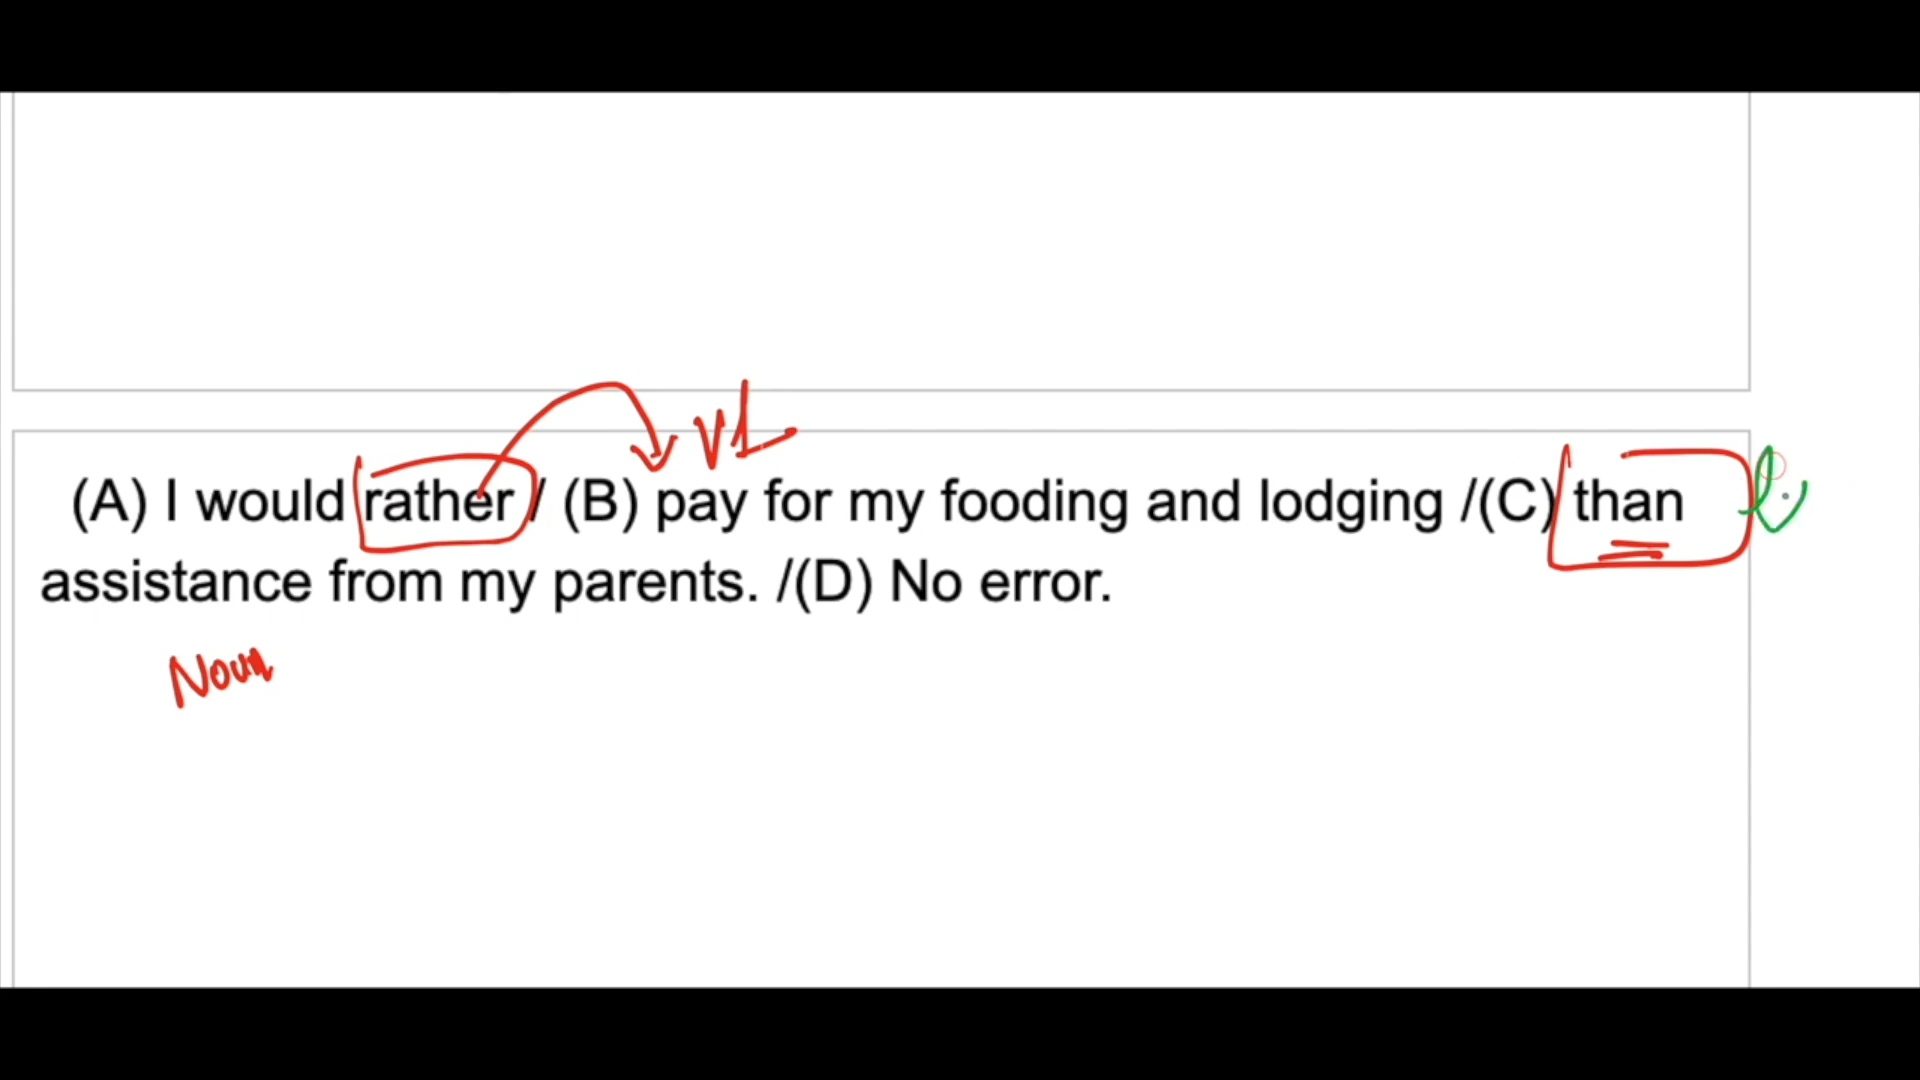 V1
(A) I would rather / (B) pay for my fooding and lodging /(C) than
assistance from my parents. /(D) No error.
Noun